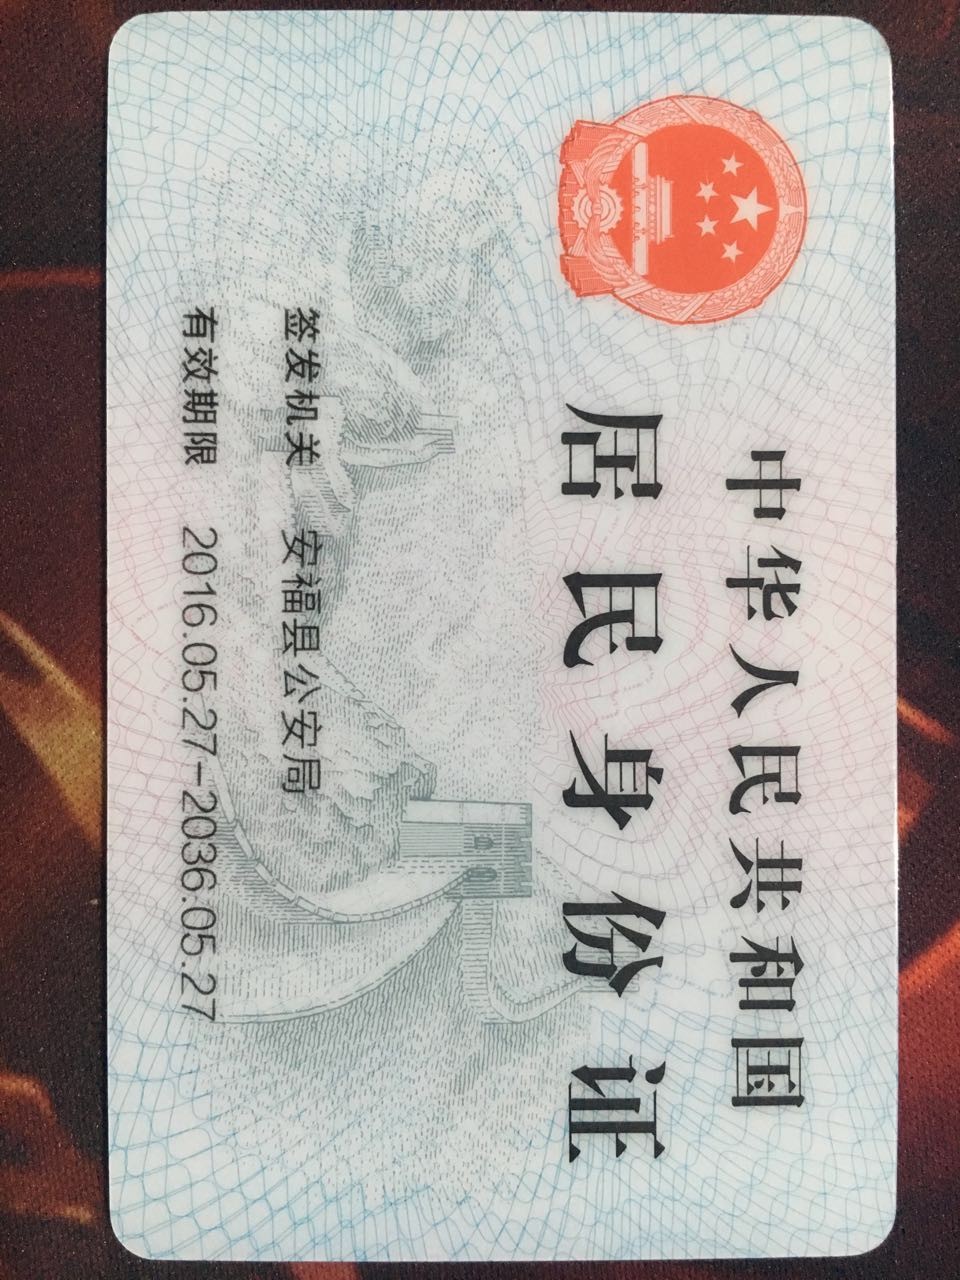 中华人民共和国
居民身份证
签发机关 安福县公安局
有效期限 2016.05.27-2036.05.27